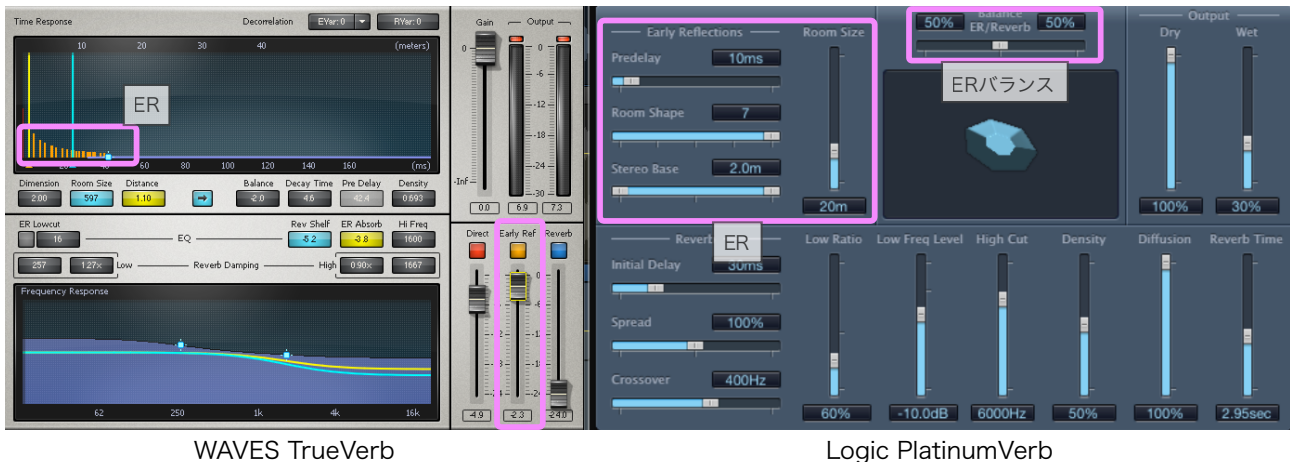 Time Response
Decorrelation
EVar: 0
RVar: 0
10 20 30 40 (meters)
ER
20 40 60 80 100 120 140 160 (ms)
Dimension Room Size Distance Balance Decay Time Pre Delay Density
2.00 597 1.10 -2.0 4.6 42.4 0.693
ER Lowcut EQ Rev Shelf ER Absorb Hi Freq
16 -5.2 -3.8 1600
257 1.27x Low Reverb Damping High 0.90x 1667
Frequency Response
62 250 1k 4k 16k
Gain Output
0 0
-6
-12
-18
-24
-Inf -30
0.0 6.9 7.3
Direct Early Ref Reverb
0
-24
-4.9 -2.3 -24.0
WAVES TrueVerb
Early Reflections
Room Size
Predelay 10ms
Room Shape 7
Stereo Base 2.0m
20m
50% Balance ER/Reverb 50%
ERバランス
Output
Dry Wet
100% 30%
Reverb
ER
Initial Delay 30ms
Spread 100%
Crossover 400Hz
Low Ratio Low Freq Level High Cut Density Diffusion Reverb Time
60% -10.0dB 6000Hz 50% 100% 2.95sec
Logic PlatinumVerb